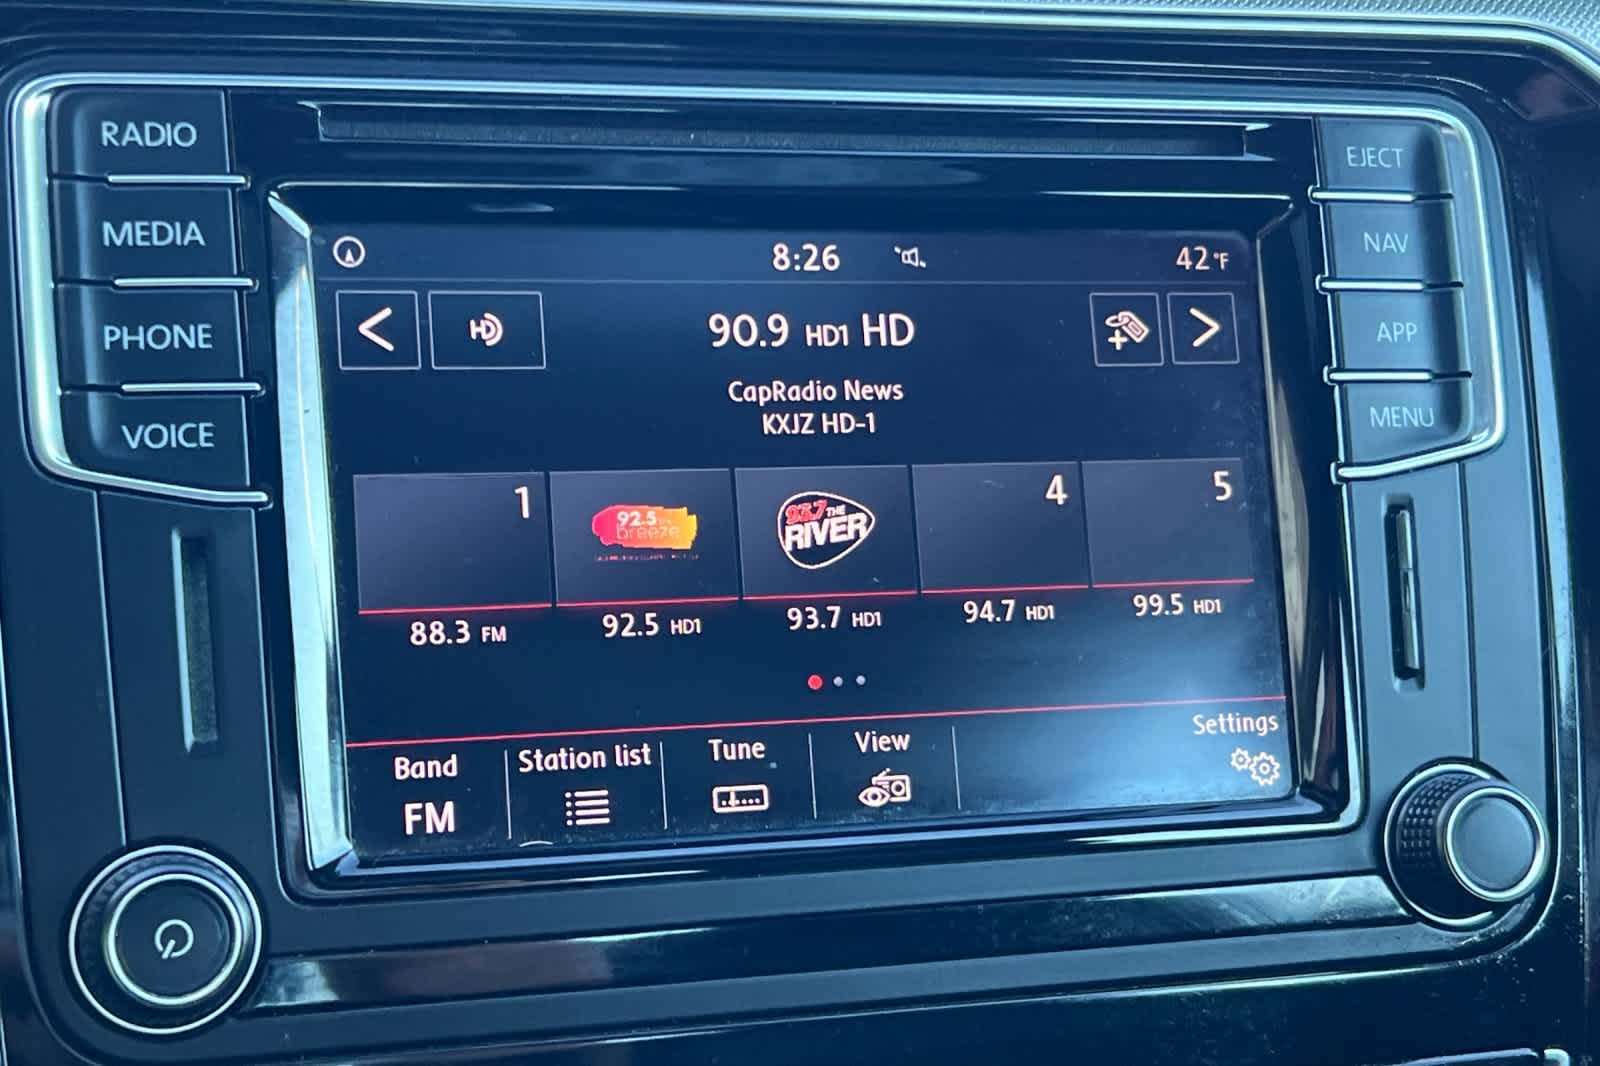 RADIO
MEDIA
PHONE
VOICE
EJECT
NAV
APP
MENU
8:26
42°F
HD
90.9 HD1 HD
CapRadio News
KXJZ HD-1
1
92.5 the
breeze
93.7 THE
RIVER
4
5
88.3 FM
92.5 HD1
93.7 HD1
94.7 HD1
99.5 HD1
Band
FM
Station list
Tune
View
Settings